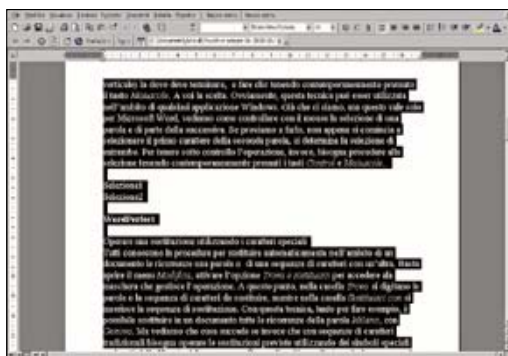 verticale) la dove deve terminare, e fare clic tenendo contemporaneamente premuto
il tasto Maiuscole. A voi la scelta. Ovviamente, questa tecnica può esser utilizzata
nell'ambito di qualsiasi applicazione Windows. Già che ci siamo, ma questo vale solo
per Microsoft Word, vediamo come controllare con il mouse la selezione di una
parola e di parte della successiva. Se proviamo a farlo, non appena si comincia a
selezionare il primo carattere della seconda parola, si determina la selezione di
entrambe. Per tenere sotto controllo l'operazione, invece, bisogna procedere alla
selezione tenendo contemporaneamente premuti i tasti Control e Maiuscole.
Selezione1
Selezione2
WordPerfect
Operare una sostituzione utilizzando i caratteri speciali
Tutti conoscono la procedura per sostituire automaticamente nell'ambito di un
documento le ricorrenze una parola o di una sequenza di caratteri con un'altra. Basta
aprire il menu Modifica, attivare l'opzione Trova e sostituisci per accedere alla
maschera che gestisce l'operazione. A questo punto, nella casella Trova si digitano la
parola o la sequenza di caratteri da sostituire, mentre nella casella Sostituisci con si
inserisce la sequenza di sostituzione. Con questa tecnica, tanto per fare esempio, è
possibile sostituire in un documento tutte le ricorrenze della parola Milano, con
Genova. Ma vediamo che cosa succede se invece che con sequenze di caratteri
tradizionali bisogna operare le sostituzioni previste utilizzando dei simboli speciali